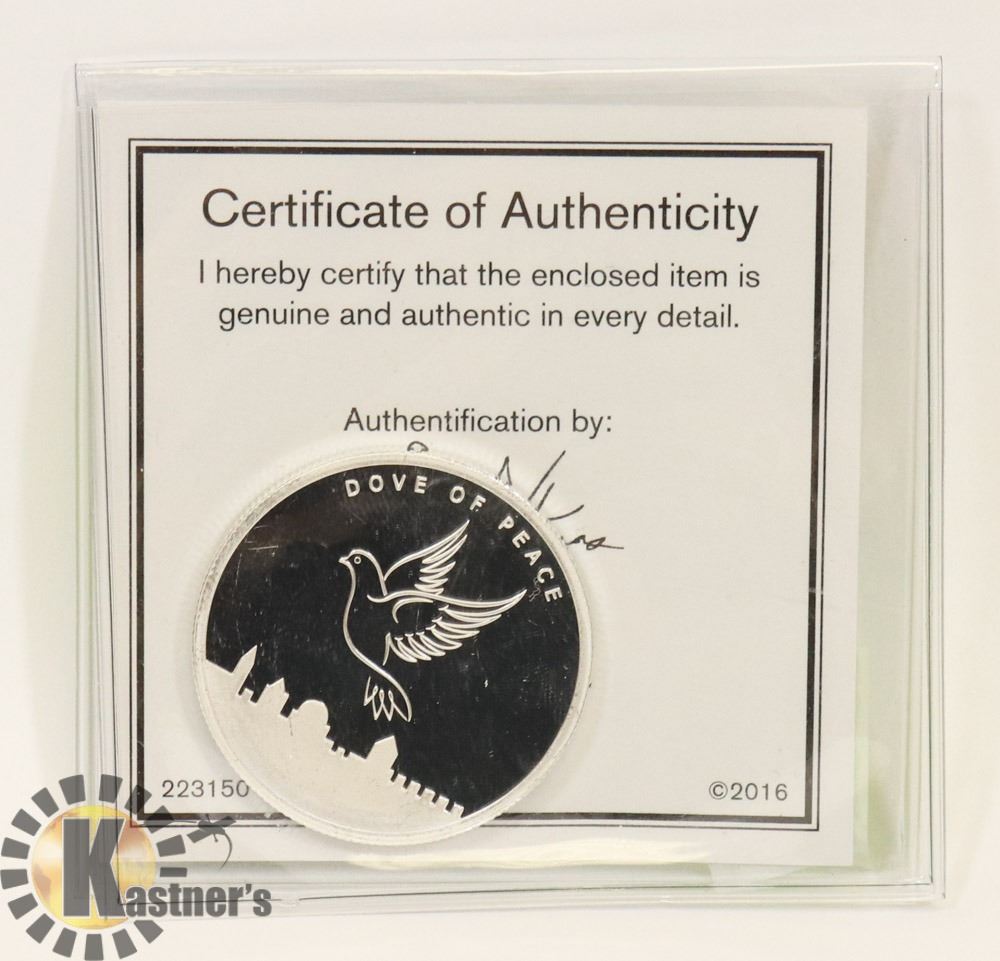 Certificate of Authenticity
I hereby certify that the enclosed item is
genuine and authentic in every detail.
Authentification by:
DOVE OF PEACE
223150
©2016
Kastner's